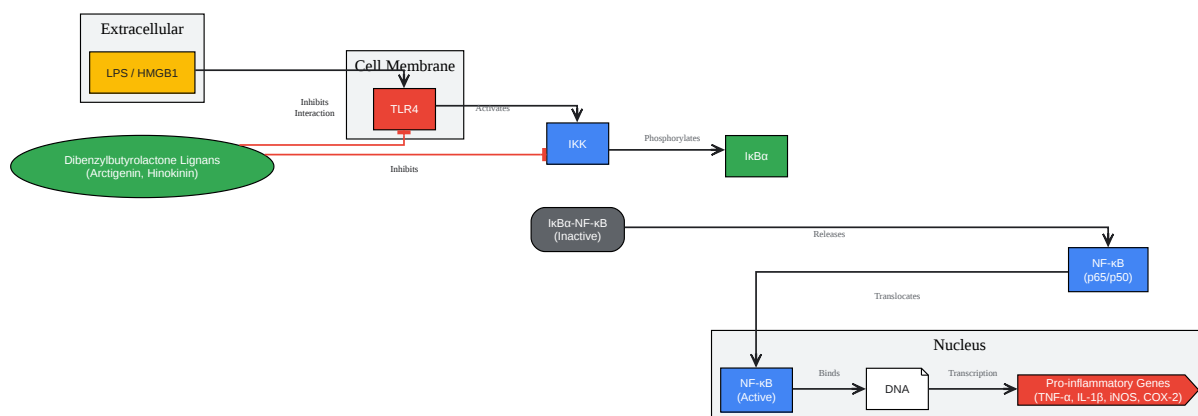 Extracellular
LPS / HMGB1
Cell Membrane
TLR4
Inhibits
Interaction
Activates
IKK
Phosphorylates
IκBα
Dibenzylbutyrolactone Lignans
(Arctigenin, Hinokinin)
Inhibits
IκBα-NF-κB
(Inactive)
Releases
NF-κB
(p65/p50)
Translocates
Nucleus
NF-κB
(Active)
Binds
DNA
Transcription
Pro-inflammatory Genes
(TNF-α, IL-1β, iNOS, COX-2)